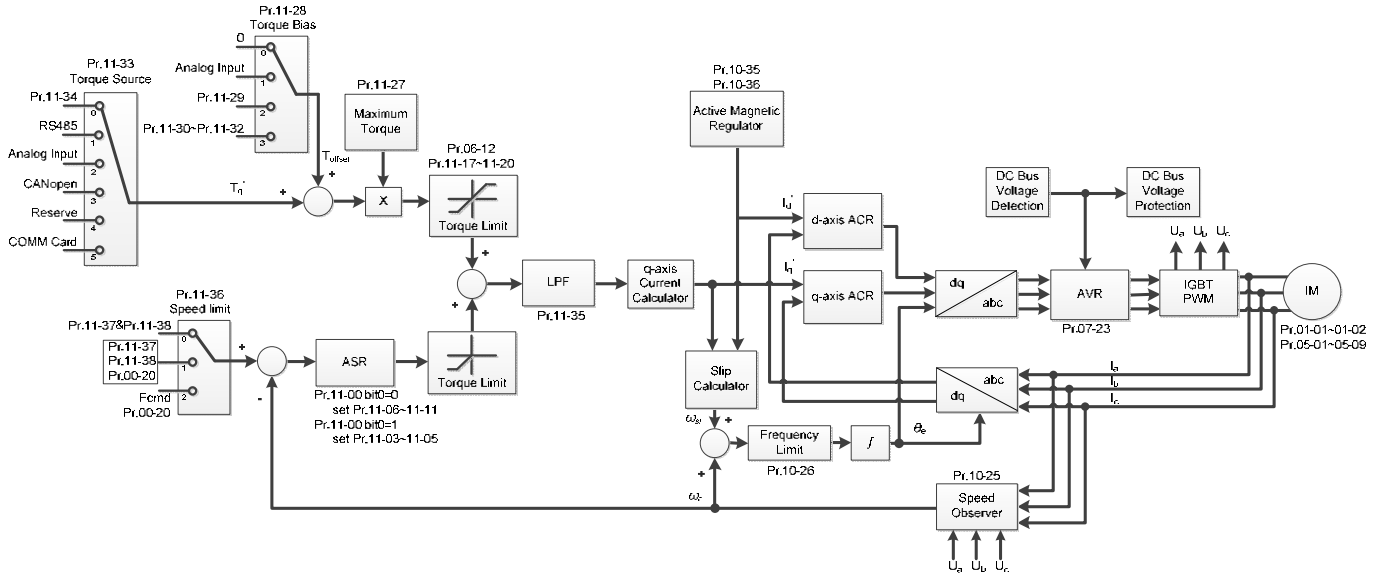 Pr.11-28
Torque Bias
0
0
Analog Input
1
Pr.11-29
2
Pr.11-30~Pr.11-32
3
Pr.11-33
Torque Source
Pr.11-34
0
RS485
1
Analog Input
2
CANopen
3
Reserve
4
COMM Card
5
Toffset
Tq*
+
+
Pr.11-27
Maximum
Torque
X
Pr.06-12
Pr.11-17~11-20
Torque Limit
+
+
LPF
Pr.11-35
q-axis
Current
Calculator
Pr.11-36
Speed limit
Pr.11-37&Pr.11-38
0
Pr.11-37
Pr.11-38
Pr.00-20
1
Fcmd
Pr.00-20
2
+
-
ASR
Pr.11-00 bit0=0
set Pr.11-06~11-11
Pr.11-00 bit0=1
set Pr.11-03~11-05
Torque Limit
Pr.10-35
Pr.10-36
Active Magnetic
Regulator
Id*
d-axis ACR
Iq*
q-axis ACR
dq
abc
DC Bus
Voltage
Detection
DC Bus
Voltage
Protection
AVR
Pr.07-23
Ua
Ub
Uc
IGBT
PWM
IM
Pr.01-01~01-02
Pr.05-01~05-09
Ia
Ib
Ic
abc
dq
Slip
Calculator
ωsl
+
+
Frequency
Limit
Pr.10-26
∫
θe
ωr
Pr.10-25
Speed
Observer
Ua
Ub
Uc